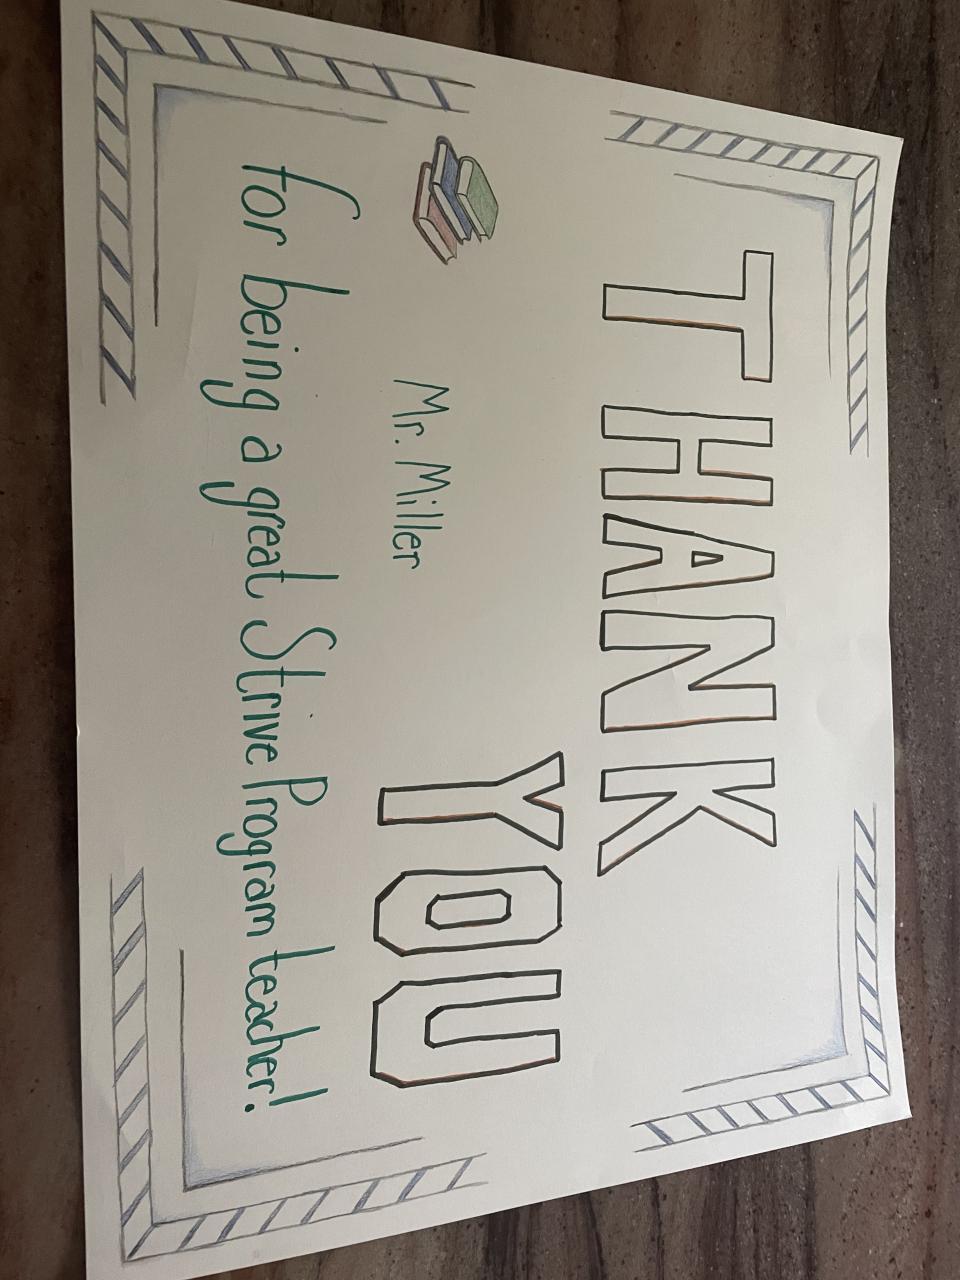 THANK
YOU
Mr. Miller
for being a great Strive Program teacher!